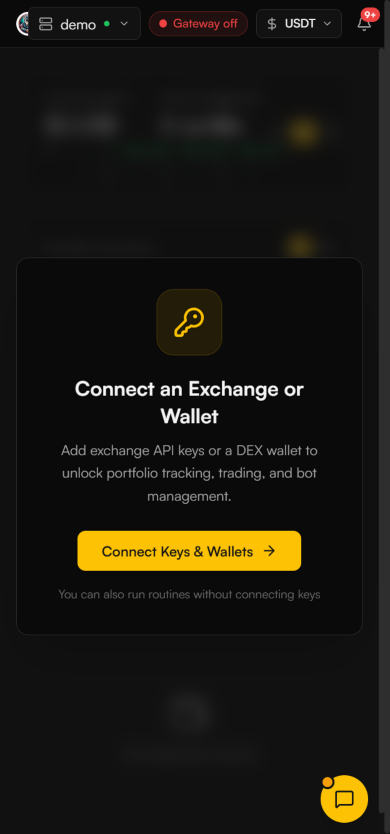 demo
Gateway off
$ USDT
9+
Connect an Exchange or
Wallet
Add exchange API keys or a DEX wallet to
unlock portfolio tracking, trading, and bot
management.
Connect Keys & Wallets →
You can also run routines without connecting keys